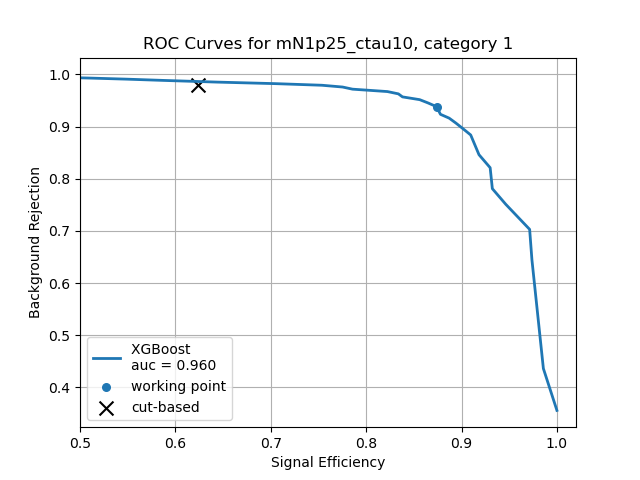 ROC Curves for mN1p25_ctau10, category 1
1.0
0.9
0.8
0.7
0.6
0.5
0.4
Background Rejection
XGBoost
auc = 0.960
working point
cut-based
0.5 0.6 0.7 0.8 0.9 1.0
Signal Efficiency